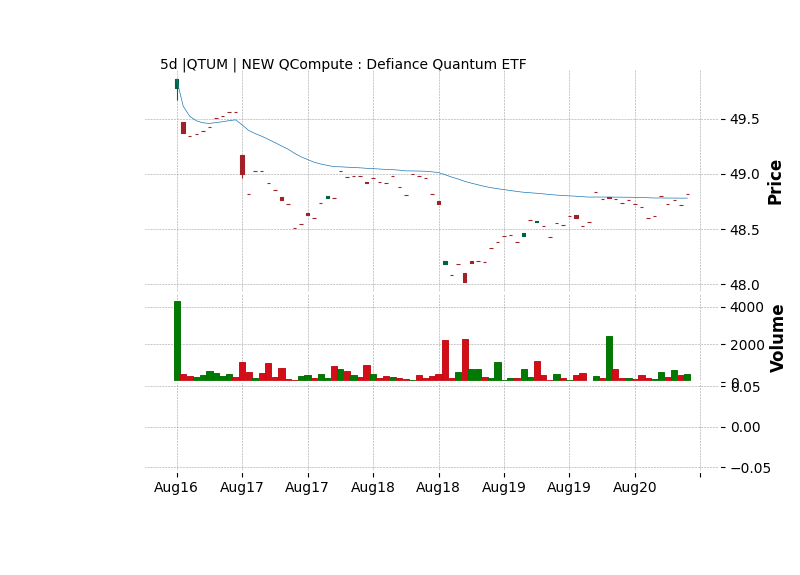 5d |QTUM | NEW QCompute : Defiance Quantum ETF
49.5
49.0
48.5
48.0
Price
4000
2000
0
Volume
0.05
0.00
−0.05
Aug16 Aug17 Aug17 Aug18 Aug18 Aug19 Aug19 Aug20